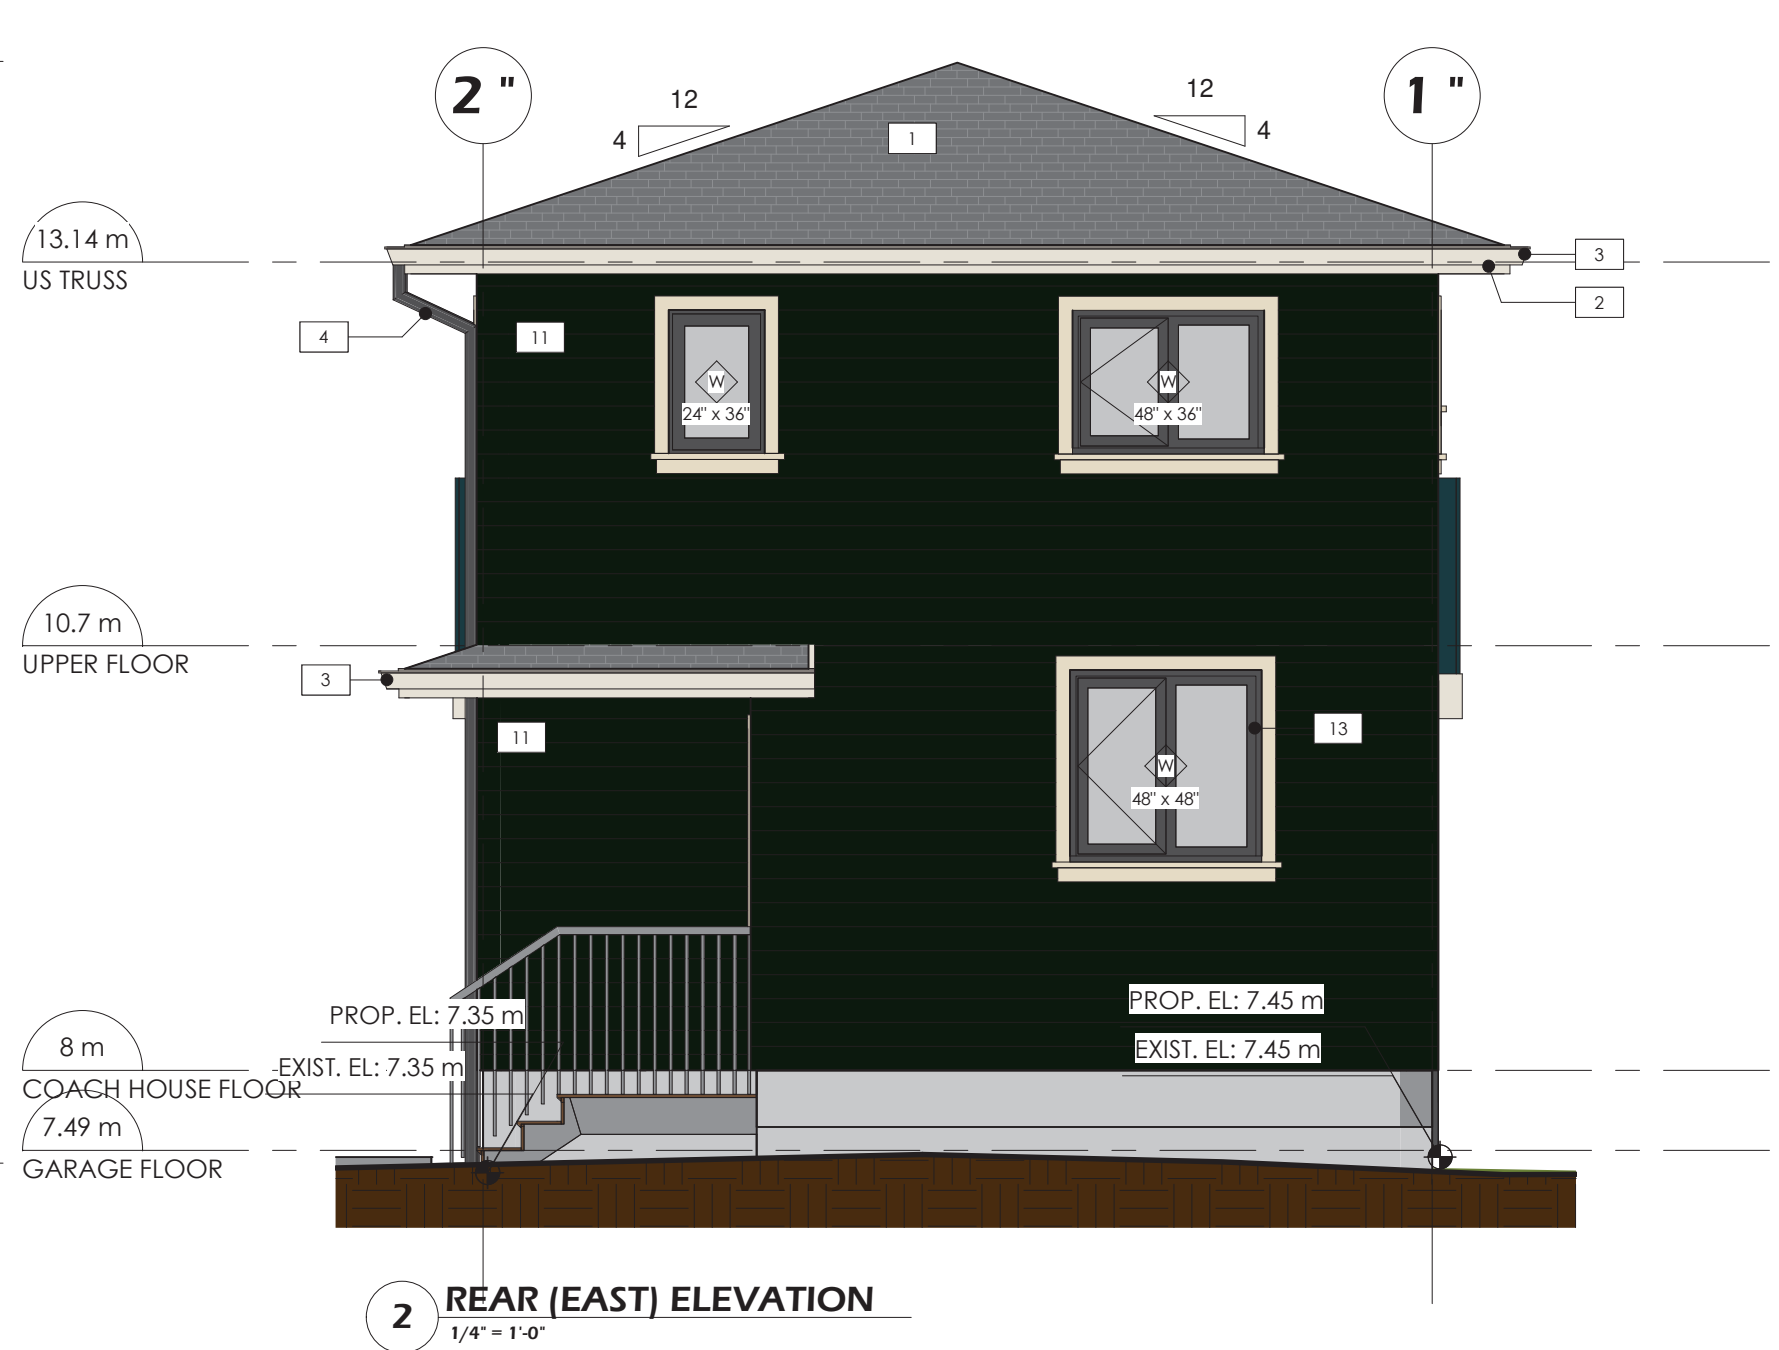 2 "
1 "
12
4
12
4
1
13.14 m
US TRUSS
3
2
4
11
W
24" x 36"
W
48" x 36"
10.7 m
UPPER FLOOR
3
11
13
W
48" x 48"
PROP. EL: 7.35 m
PROP. EL: 7.45 m
8 m
EXIST. EL: 7.35 m
EXIST. EL: 7.45 m
COACH HOUSE FLOOR
7.49 m
GARAGE FLOOR
2
REAR (EAST) ELEVATION
1/4" = 1'-0"